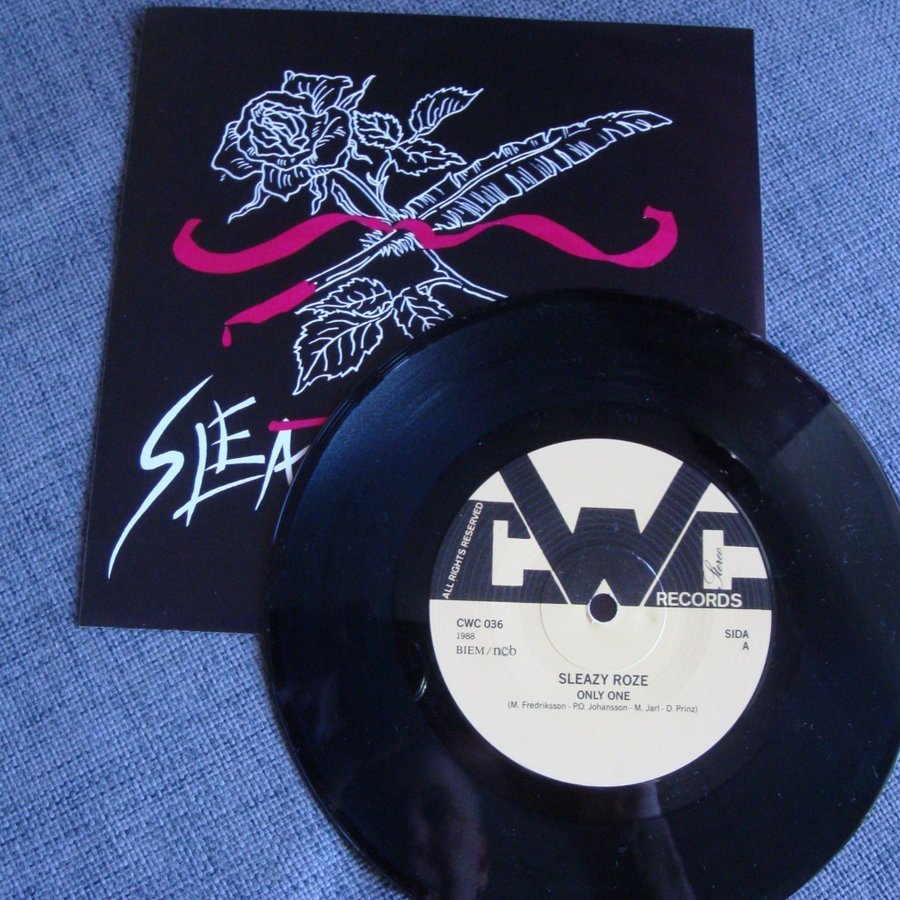 SLEA
CWC
Stereo
ALL RIGHTS RESERVED
RECORDS
CWC 036
1988
BIEM / ncb
SIDA
A
SLEAZY ROZE
ONLY ONE
(M. Fredriksson - P.O. Johansson - M. Jarl - D. Prinz)